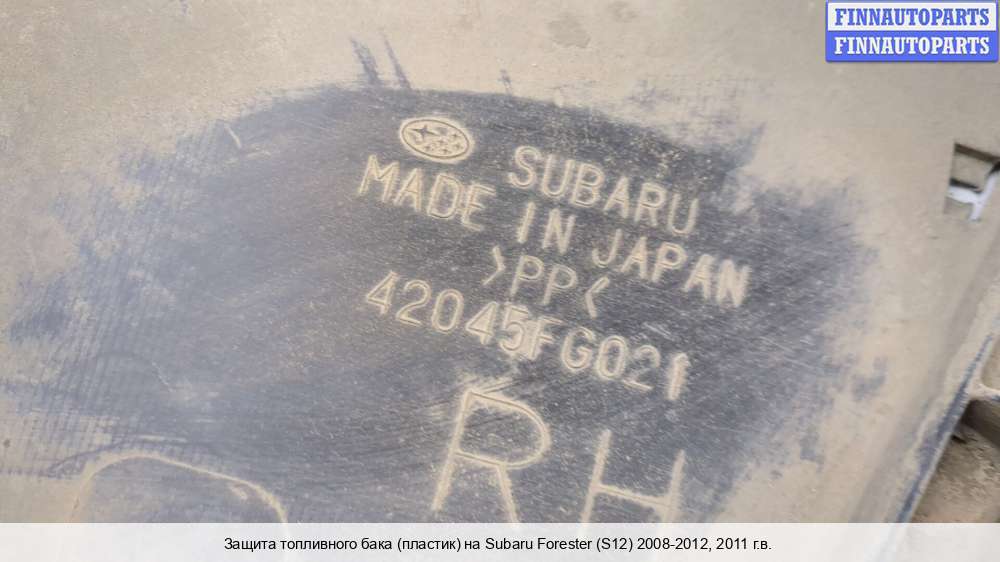 FINNAUTOPARTS
FINNAUTOPARTS
SUBARU
MADE IN JAPAN
>PP<
42045FG021
RH
Защита топливного бака (пластик) на Subaru Forester (S12) 2008-2012, 2011 г.в.